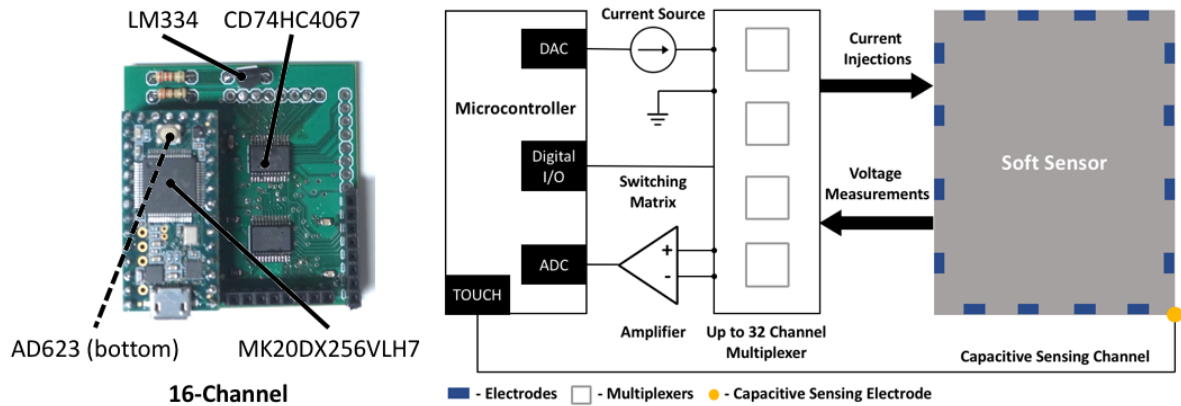 LM334
CD74HC4067
AD623 (bottom)
MK20DX256VLH7
16-Channel
Microcontroller
DAC
Digital
I/O
ADC
TOUCH
Current Source
Switching
Matrix
+
-
Amplifier
Up to 32 Channel
Multiplexer
Current
Injections
Voltage
Measurements
Soft Sensor
Capacitive Sensing Channel
- Electrodes
- Multiplexers
- Capacitive Sensing Electrode